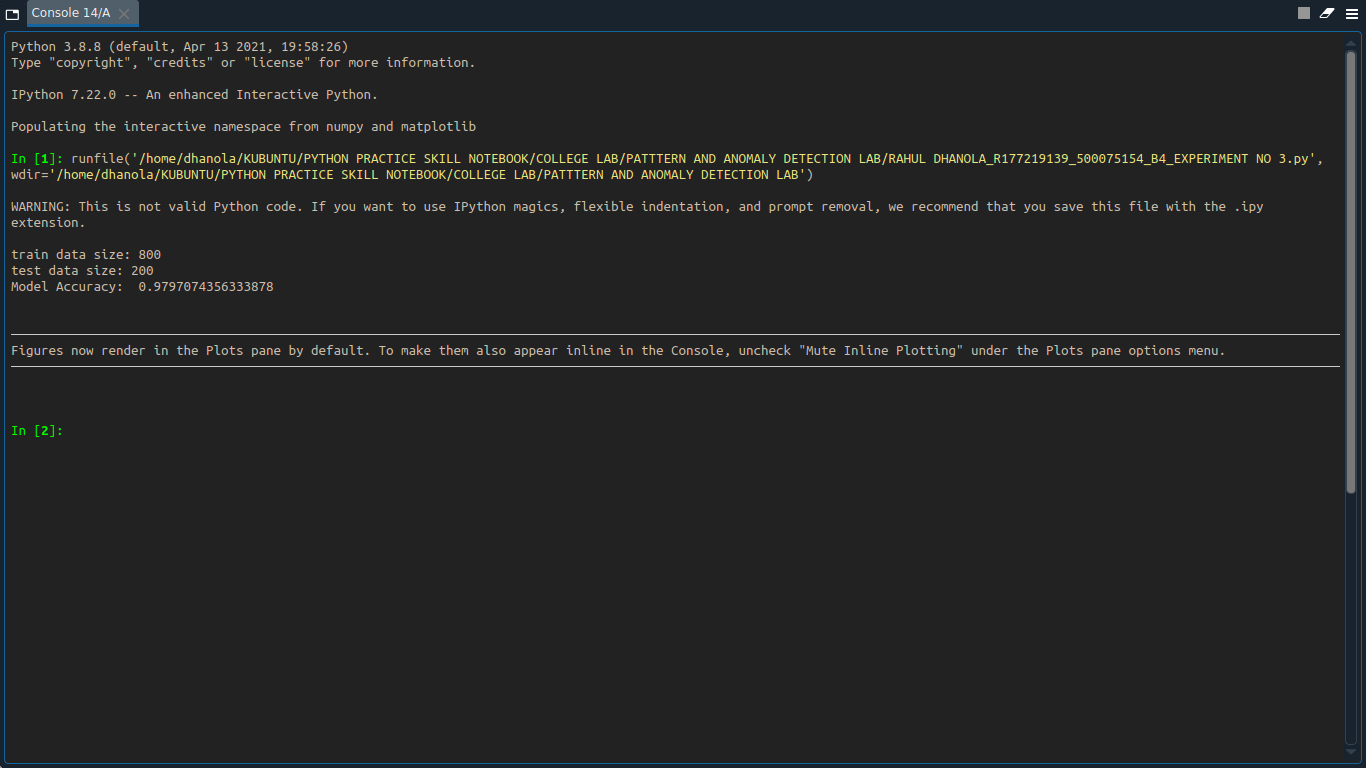 Console 14/A
Python 3.8.8 (default, Apr 13 2021, 19:58:26)
Type "copyright", "credits" or "license" for more information.
IPython 7.22.0 -- An enhanced Interactive Python.
Populating the interactive namespace from numpy and matplotlib
In [1]: runfile('/home/dhanola/KUBUNTU/PYTHON PRACTICE SKILL NOTEBOOK/COLLEGE LAB/PATTTERN AND ANOMALY DETECTION LAB/RAHUL DHANOLA_R177219139_500075154_B4_EXPERIMENT NO 3.py',
wdir='/home/dhanola/KUBUNTU/PYTHON PRACTICE SKILL NOTEBOOK/COLLEGE LAB/PATTTERN AND ANOMALY DETECTION LAB')
WARNING: This is not valid Python code. If you want to use IPython magics, flexible indentation, and prompt removal, we recommend that you save this file with the .ipy
extension.
train data size: 800
test data size: 200
Model Accuracy:  0.9797074356333878
Figures now render in the Plots pane by default. To make them also appear inline in the Console, uncheck "Mute Inline Plotting" under the Plots pane options menu.
In [2]: